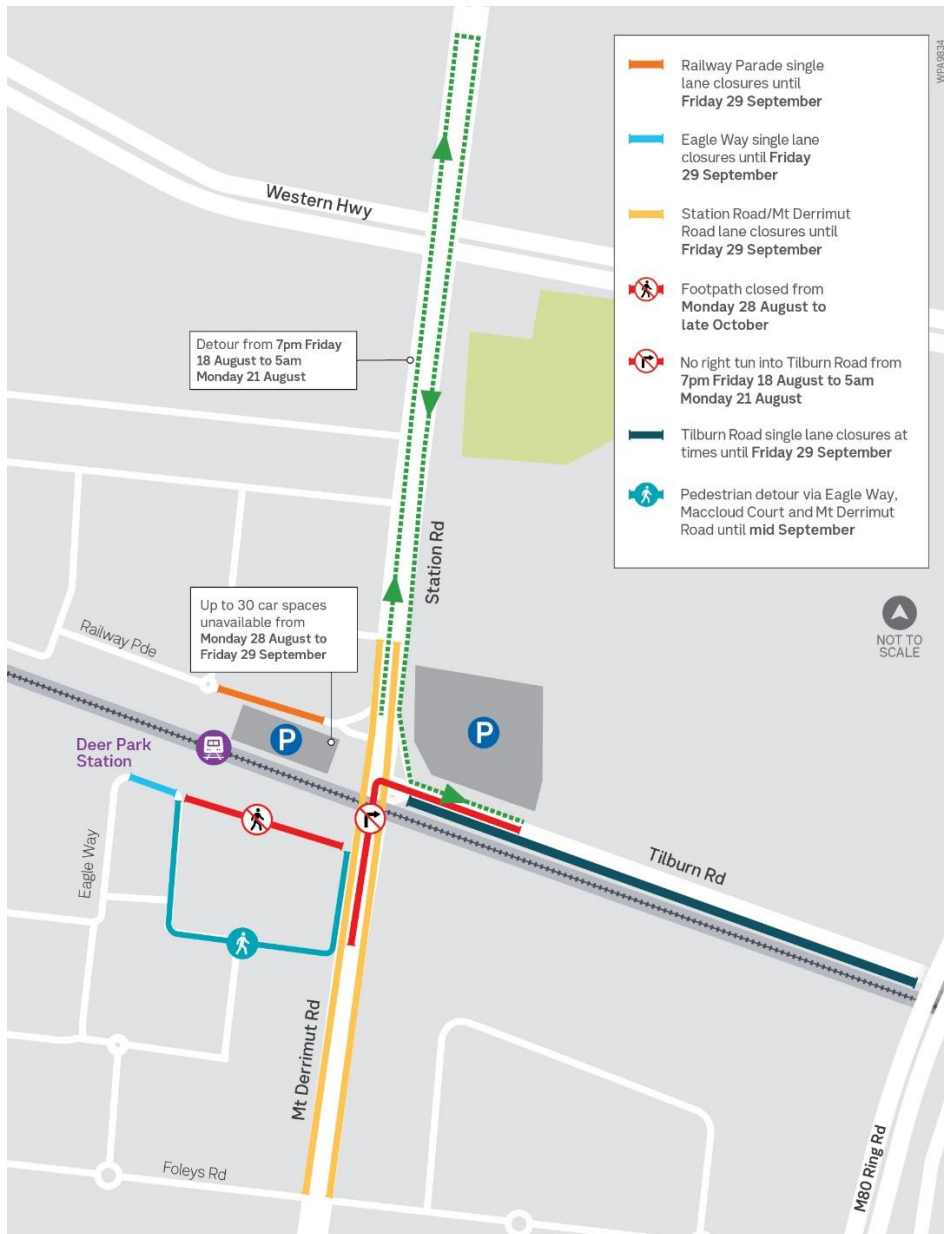 WPA9834
Railway Parade single
lane closures until
Friday 29 September
Eagle Way single lane
closures until Friday
29 September
Station Road/Mt Derrimut
Road lane closures until
Friday 29 September
Footpath closed from
Monday 28 August to
late October
No right tun into Tilburn Road from
7pm Friday 18 August to 5am
Monday 21 August
Tilburn Road single lane closures at
times until Friday 29 September
Pedestrian detour via Eagle Way,
Maccloud Court and Mt Derrimut
Road until mid September
Western Hwy
Detour from 7pm Friday
18 August to 5am
Monday 21 August
Station Rd
Up to 30 car spaces
unavailable from
Monday 28 August to
Friday 29 September
NOT TO
SCALE
Railway Pde
P
P
Deer Park
Station
Eagle Way
Tilburn Rd
Mt Derrimut Rd
Foleys Rd
M80 Ring Rd